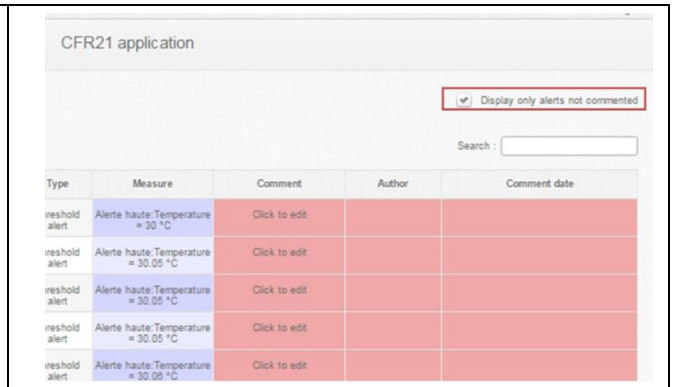 CFR21 application
Display only alerts not commented
Search :
Type Measure Comment Author Comment date
reshold alert Alerte haute:Temperature = 30 °C Click to edit
reshold alert Alerte haute:Temperature = 30.05 °C Click to edit
reshold alert Alerte haute:Temperature = 30.05 °C Click to edit
reshold alert Alerte haute:Temperature = 30.05 °C Click to edit
reshold alert Alerte haute:Temperature = 30.06 °C Click to edit